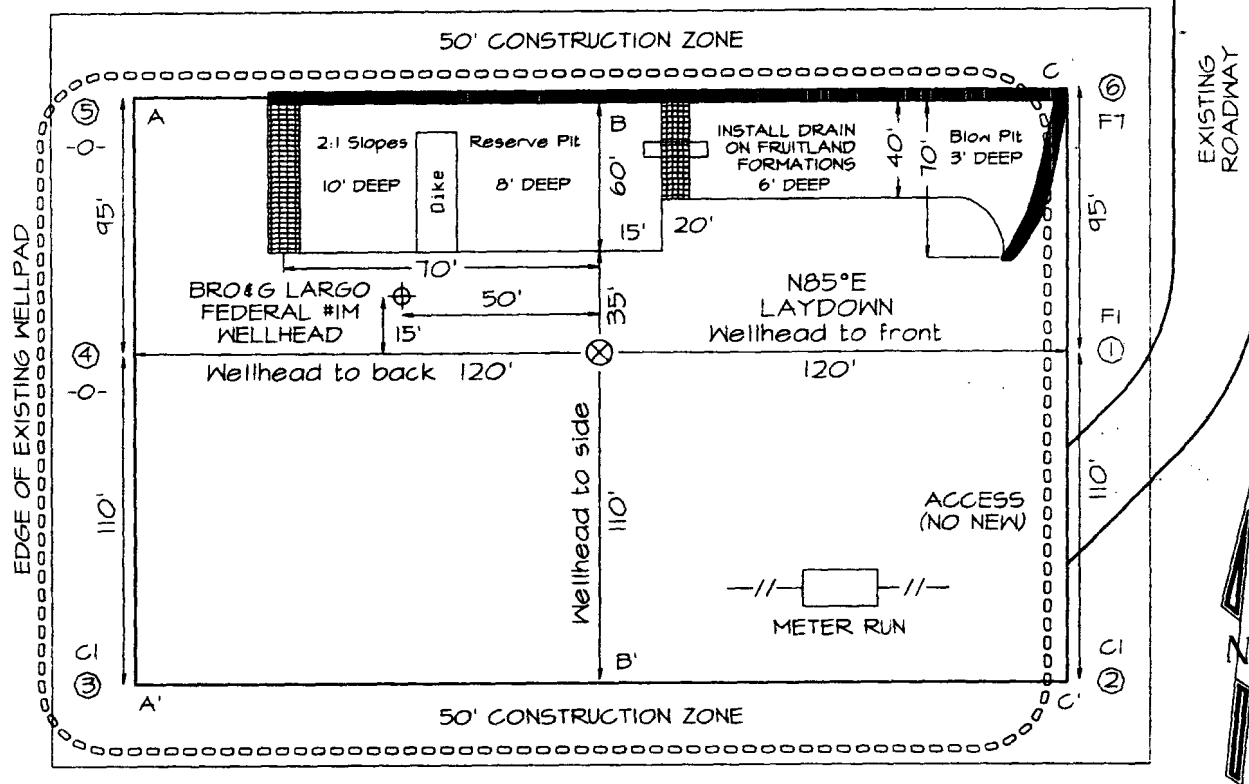 50' CONSTRUCTION ZONE
EXISTING
ROADWAY
C
⑥
F7
⑤
-0-
A
2:1 Slopes
10' DEEP
Dike
Reserve Pit
8' DEEP
B
60'
15'
INSTALL DRAIN
ON FRUITLAND
FORMATIONS
6' DEEP
20'
40'
70'
Blow Pit
3' DEEP
95'
95'
EDGE OF EXISTING WELLPAD
70'
BRO&G LARGO
FEDERAL #1M
WELLHEAD
50'
15'
35'
N85°E
LAYDOWN
Wellhead to front
F1
①
④
-0-
Wellhead to back 120'
120'
110'
Wellhead to side
110'
ACCESS
(NO NEW)
110'
METER RUN
C1
③
A'
B'
C1
②
C'
50' CONSTRUCTION ZONE
N